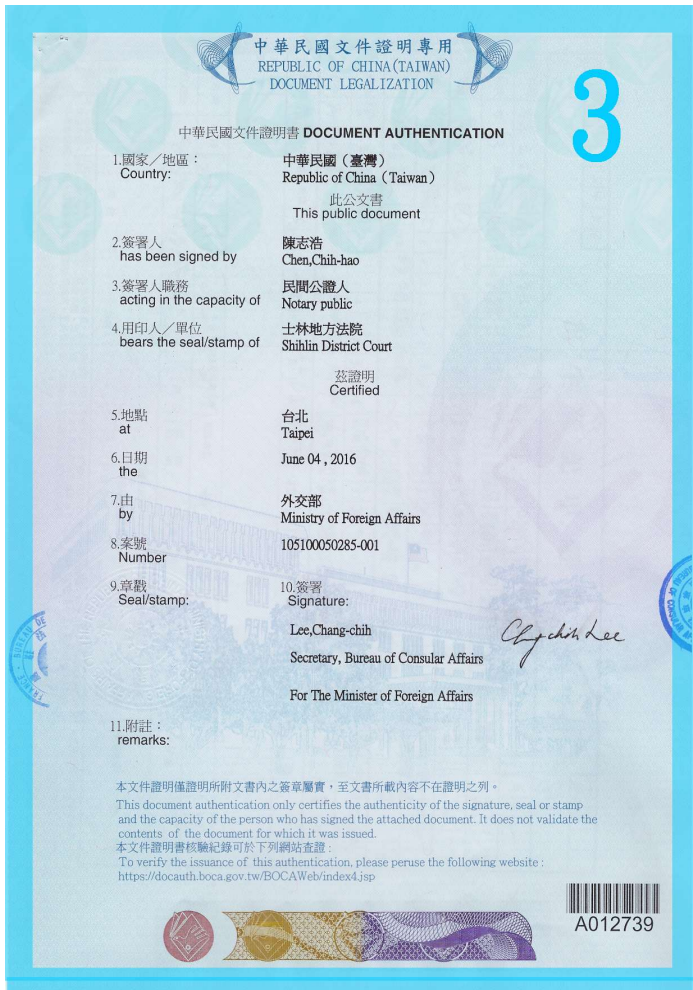 中華民國文件證明專用
REPUBLIC OF CHINA(TAIWAN)
DOCUMENT LEGALIZATION
3
中華民國文件證明書 DOCUMENT AUTHENTICATION
1.國家／地區： 中華民國（臺灣）
Country: Republic of China（Taiwan）
此公文書
This public document
2.簽署人 陳志浩
has been signed by Chen,Chih-hao
3.簽署人職務 民間公證人
acting in the capacity of Notary public
4.用印人／單位 士林地方法院
bears the seal/stamp of Shihlin District Court
茲證明
Certified
5.地點 台北
at Taipei
6.日期 June 04 , 2016
the
7.由 外交部
by Ministry of Foreign Affairs
8.案號 105100050285-001
Number
9.章戳 10.簽署
Seal/stamp: Signature:
Lee,Chang-chih
Chang chih Lee
Secretary, Bureau of Consular Affairs
For The Minister of Foreign Affairs
11.附註：
remarks:
本文件證明僅證明所附文書內之簽章屬實，至文書所載內容不在證明之列。
This document authentication only certifies the authenticity of the signature, seal or stamp
and the capacity of the person who has signed the attached document. It does not validate the
contents of the document for which it was issued.
本文件證明書核驗紀錄可於下列網站查證：
To verify the issuance of this authentication, please peruse the following website :
https://docauth.boca.gov.tw/BOCAWeb/index4.jsp
A012739